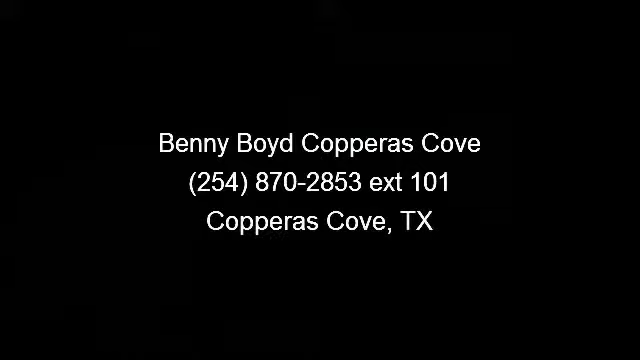 Benny Boyd Copperas Cove
(254) 870-2853 ext 101
Copperas Cove, TX